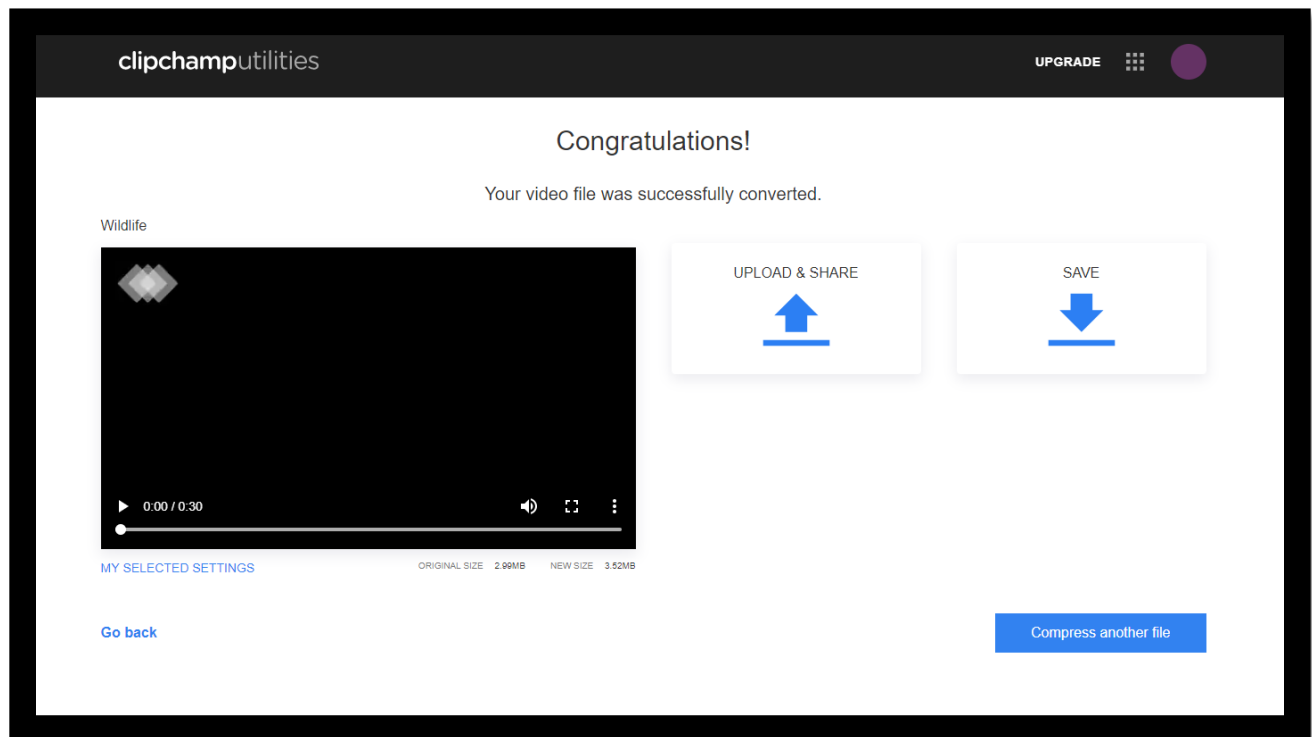 clipchamputilities
UPGRADE
Congratulations!
Your video file was successfully converted.
Wildlife
UPLOAD & SHARE
SAVE
0:00 / 0:30
MY SELECTED SETTINGS
ORIGINAL SIZE 2.99MB NEW SIZE 3.52MB
Go back
Compress another file